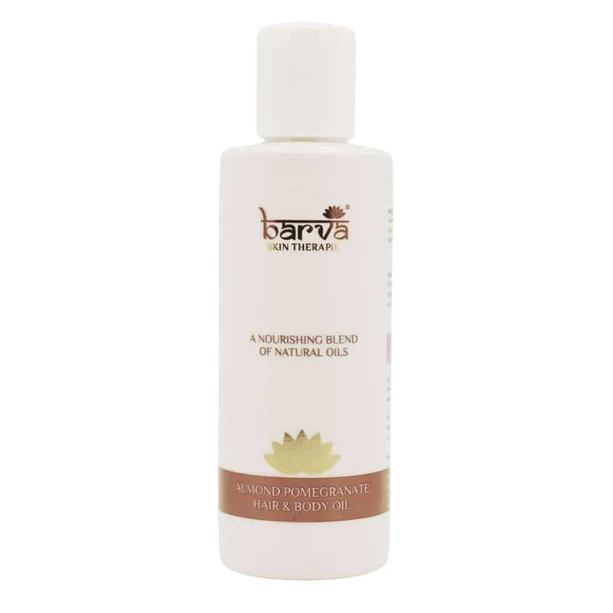 barva®
SKIN THERAPIE
A NOURISHING BLEND
OF NATURAL OILS
ALMOND POMEGRANATE
HAIR & BODY OIL